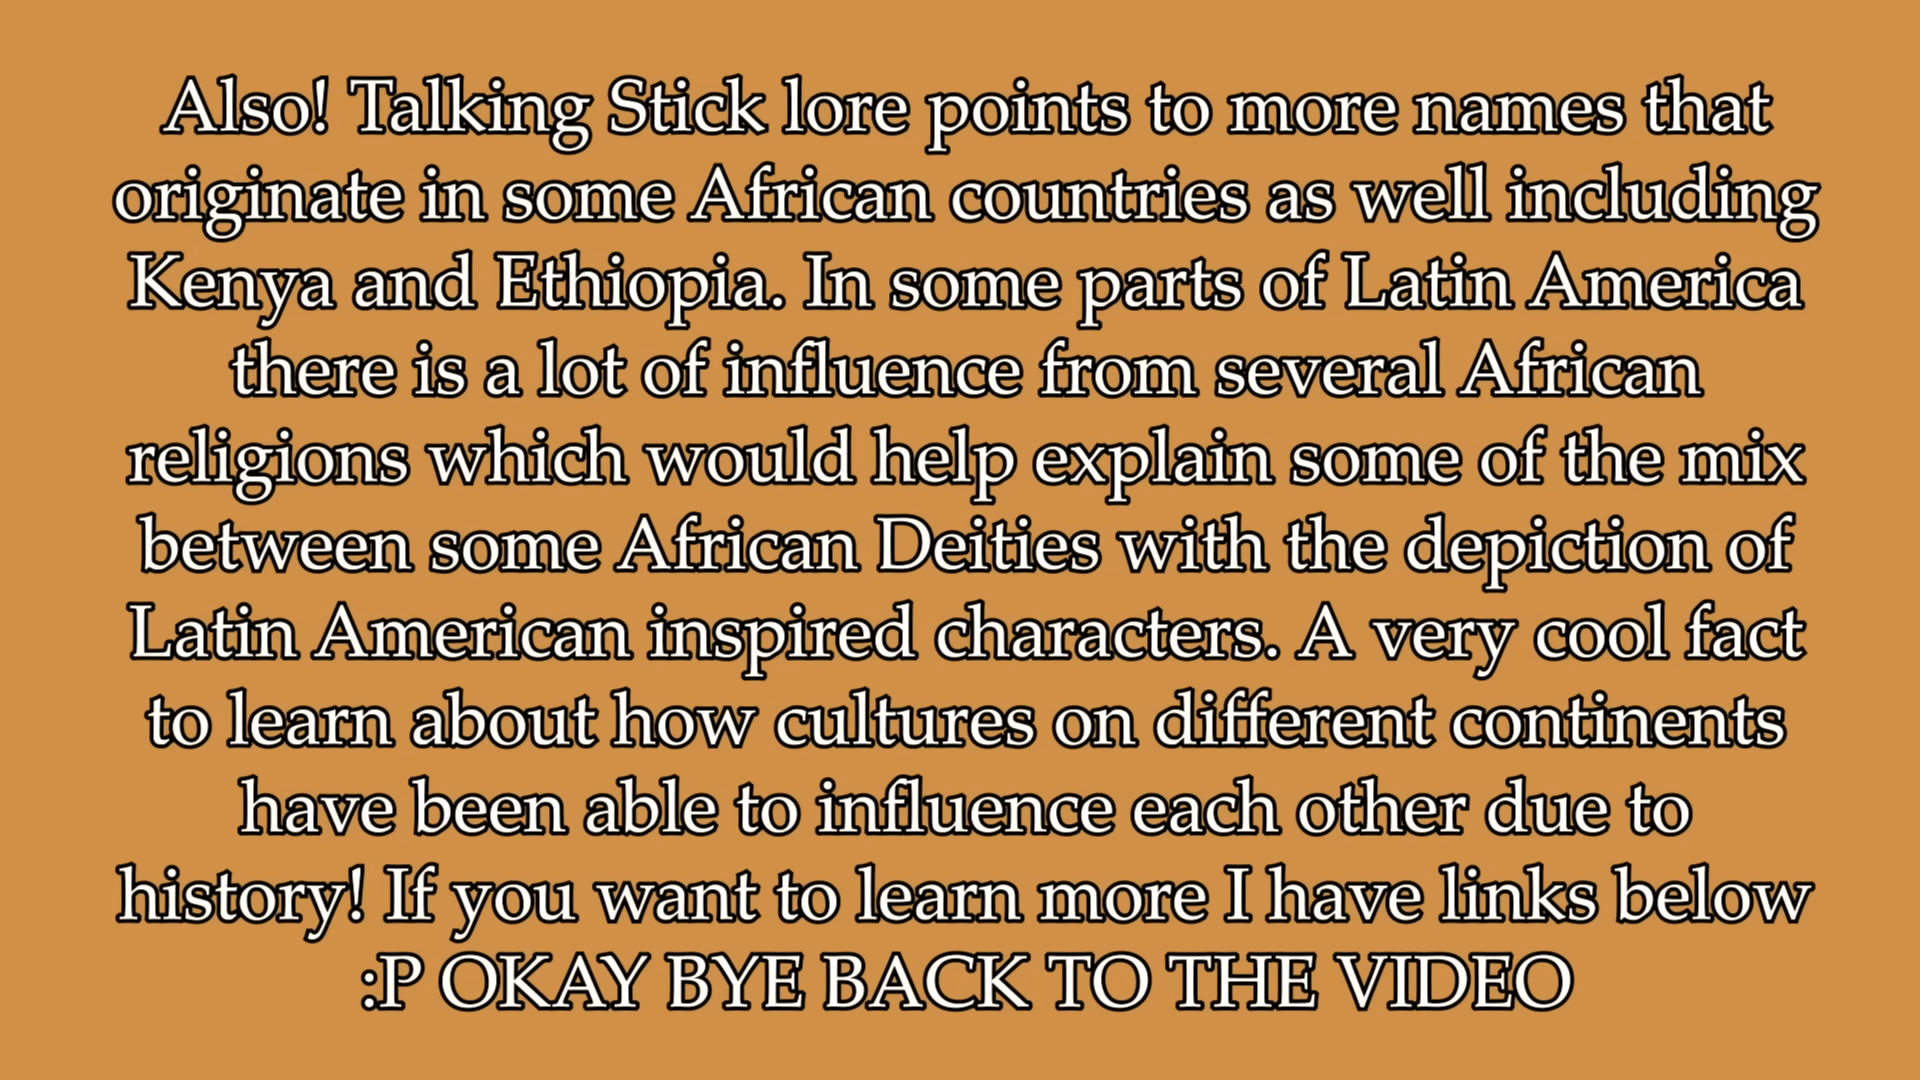 Also! Talking Stick lore points to more names that
originate in some African countries as well including
Kenya and Ethiopia. In some parts of Latin America
there is a lot of influence from several African
religions which would help explain some of the mix
between some African Deities with the depiction of
Latin American inspired characters. A very cool fact
to learn about how cultures on different continents
have been able to influence each other due to
history! If you want to learn more I have links below
:P OKAY BYE BACK TO THE VIDEO